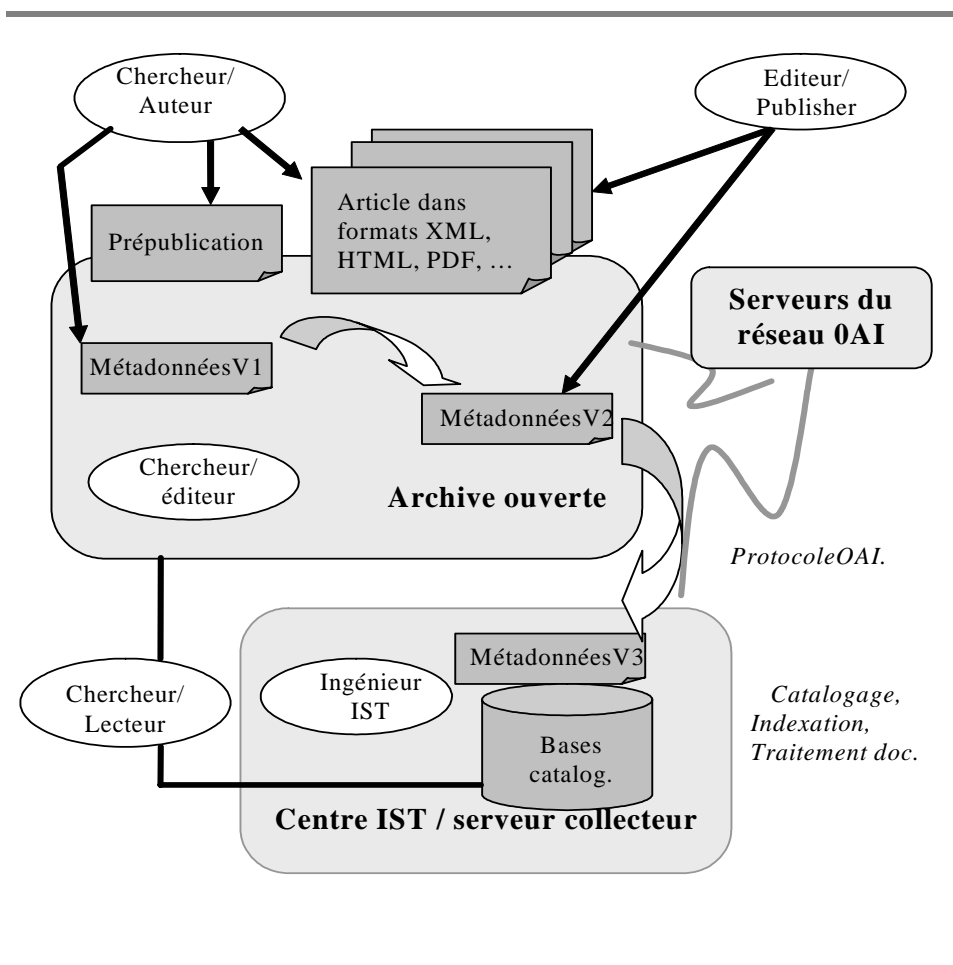 Chercheur/
Auteur
Editeur/
Publisher
Article dans
formats XML,
HTML, PDF, …
Prépublication
Serveurs du
réseau 0AI
MétadonnéesV1
MétadonnéesV2
Chercheur/
éditeur
Archive ouverte
ProtocoleOAI.
MétadonnéesV3
Ingénieur
IST
Chercheur/
Lecteur
Catalogage,
Indexation,
Traitement doc.
Bases
catalog.
Centre IST / serveur collecteur